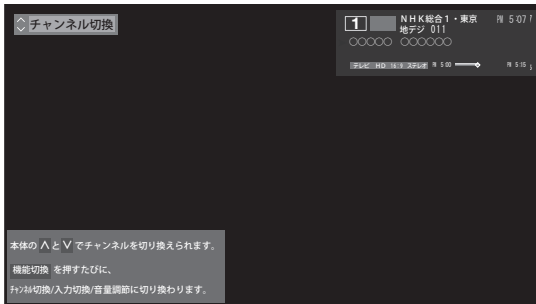 チャンネル切換
1 NHK総合1・東京 PM 5:07
地デジ 011
○○○○○ ○○○○○○
テレビ HD 16:9 ステレオ PM 5:00 PM 5:15
本体の∧と∨でチャンネルを切り換えられます。
機能切換 を押すたびに、
チャンネル切換/入力切換/音量調節に切り換わります。